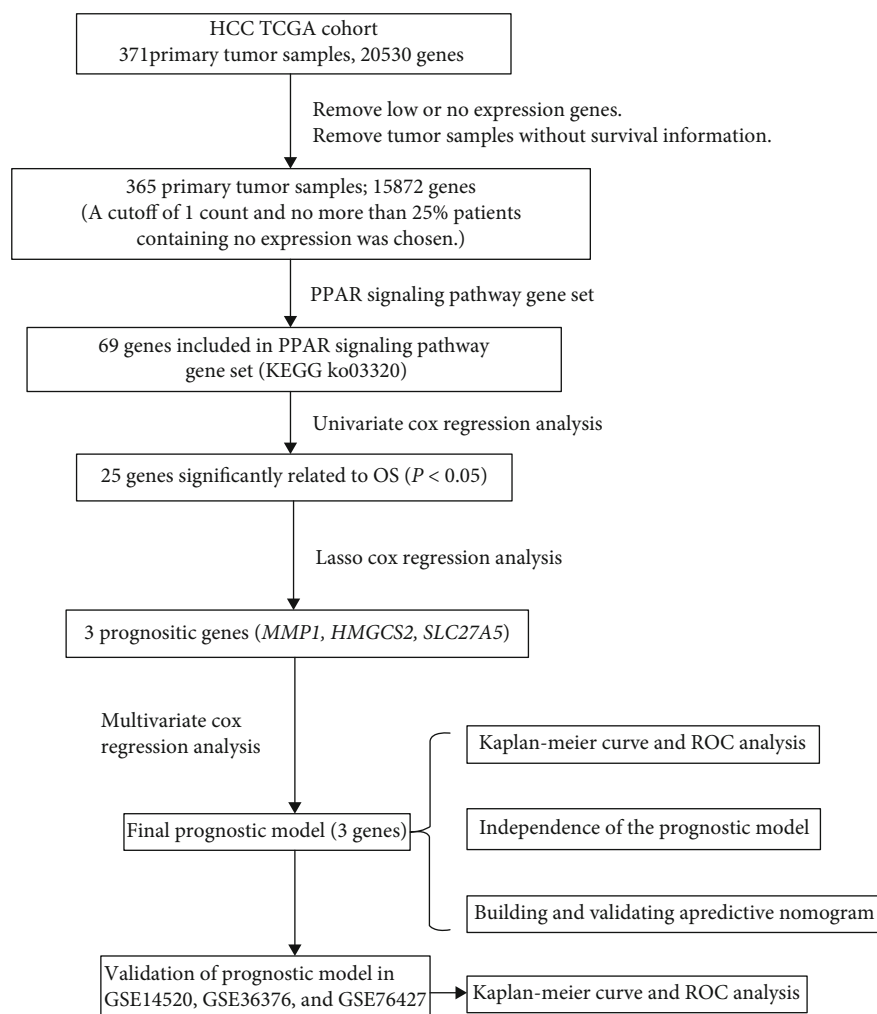 HCC TCGA cohort
371primary tumor samples, 20530 genes
Remove low or no expression genes.
Remove tumor samples without survival information.
365 primary tumor samples; 15872 genes
(A cutoff of 1 count and no more than 25% patients
containing no expression was chosen.)
PPAR signaling pathway gene set
69 genes included in PPAR signaling pathway
gene set (KEGG ko03320)
Univariate cox regression analysis
25 genes significantly related to OS (P < 0.05)
Lasso cox regression analysis
3 prognositic genes (MMP1, HMGCS2, SLC27A5)
Multivariate cox
regression analysis
Final prognostic model (3 genes)
Kaplan-meier curve and ROC analysis
Independence of the prognostic model
Building and validating apredictive nomogram
Validation of prognostic model in
GSE14520, GSE36376, and GSE76427
Kaplan-meier curve and ROC analysis